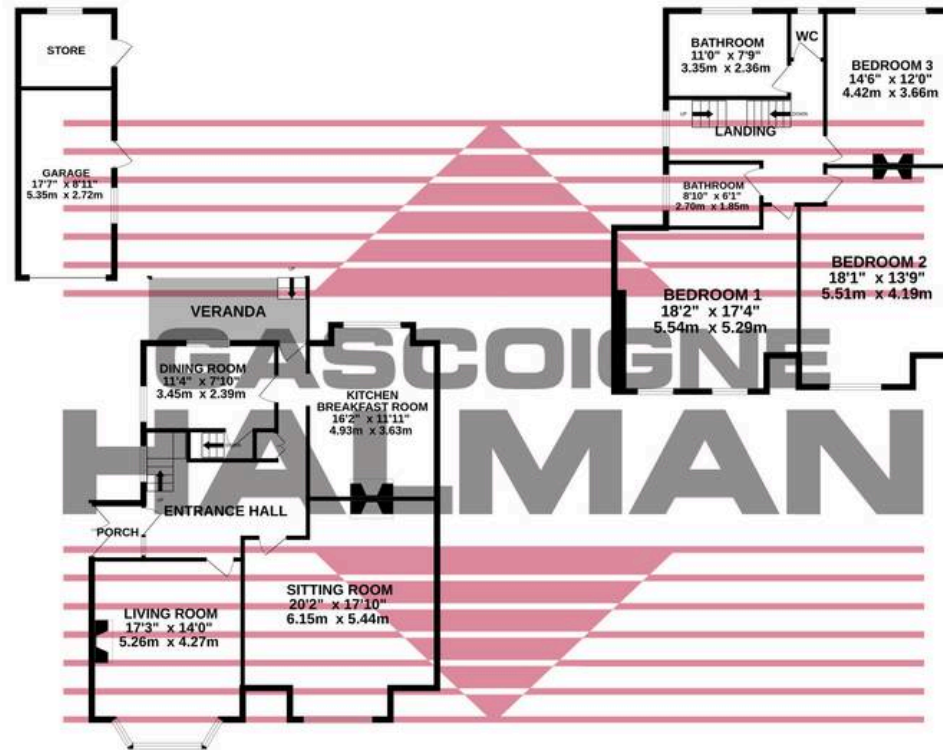 STORE
GARAGE
17'7" x 8'11"
5.35m x 2.72m
UP
VERANDA
DINING ROOM
11'4" x 7'10"
3.45m x 2.39m
KITCHEN
BREAKFAST ROOM
16'2" x 11'11"
4.93m x 3.63m
UP
ENTRANCE HALL
PORCH
LIVING ROOM
17'3" x 14'0"
5.26m x 4.27m
SITTING ROOM
20'2" x 17'10"
6.15m x 5.44m
BATHROOM
11'0" x 7'9"
3.35m x 2.36m
WC
BEDROOM 3
14'6" x 12'0"
4.42m x 3.66m
UP
DOWN
LANDING
BATHROOM
8'10" x 6'1"
2.70m x 1.85m
BEDROOM 1
18'2" x 17'4"
5.54m x 5.29m
BEDROOM 2
18'1" x 13'9"
5.51m x 4.19m
GASCOIGNE
HALMAN